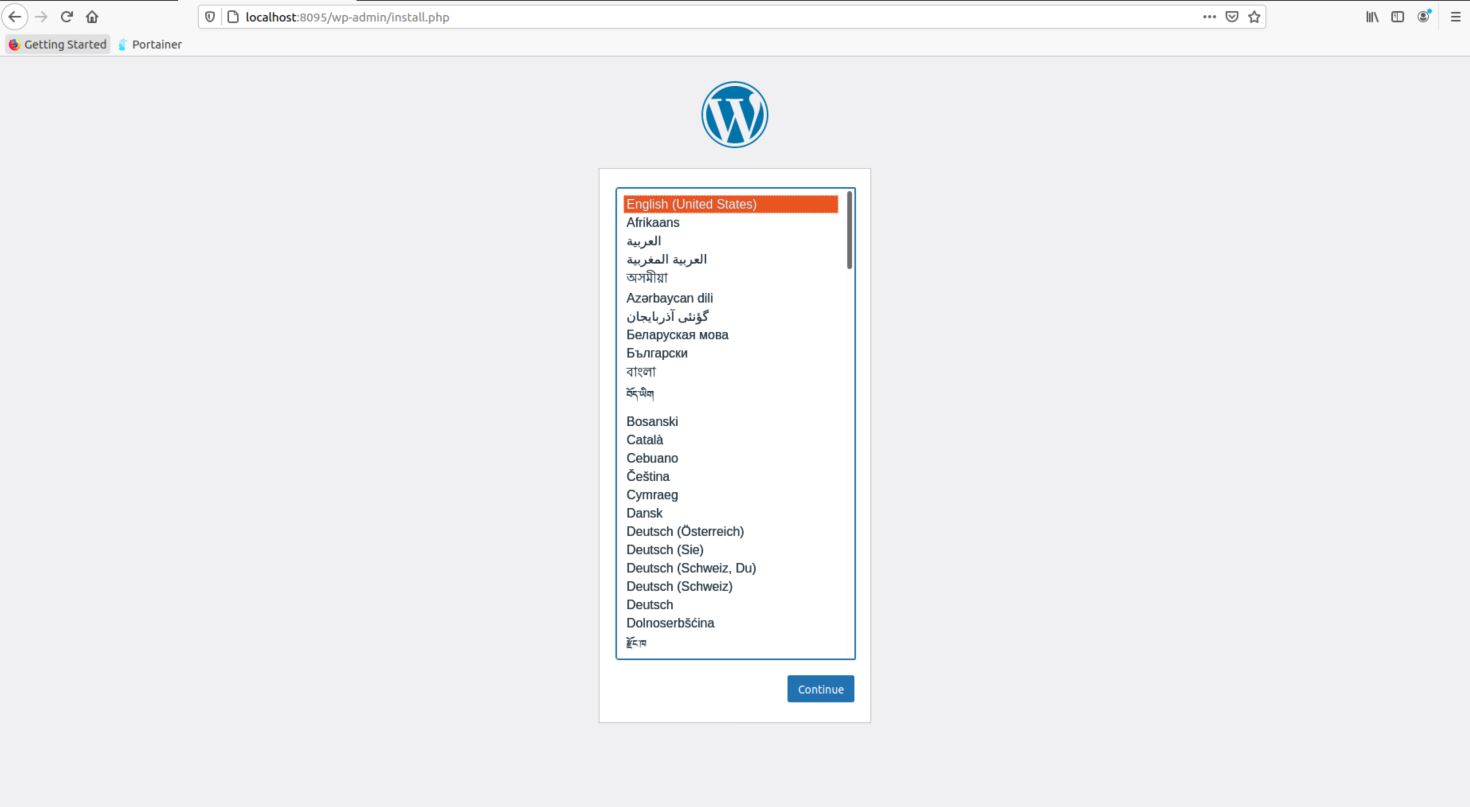 localhost:8095/wp-admin/install.php
Getting Started
Portainer
English (United States)
Afrikaans
العربية
العربية المغربية
অসমীয়া
Azərbaycan dili
گؤنئی آذربایجان
Беларуская мова
Български
বাংলা
བོད་ཡིག
Bosanski
Català
Cebuano
Čeština
Cymraeg
Dansk
Deutsch (Österreich)
Deutsch (Sie)
Deutsch (Schweiz, Du)
Deutsch (Schweiz)
Deutsch
Dolnoserbšćina
རྫོང་ཁ
Continue